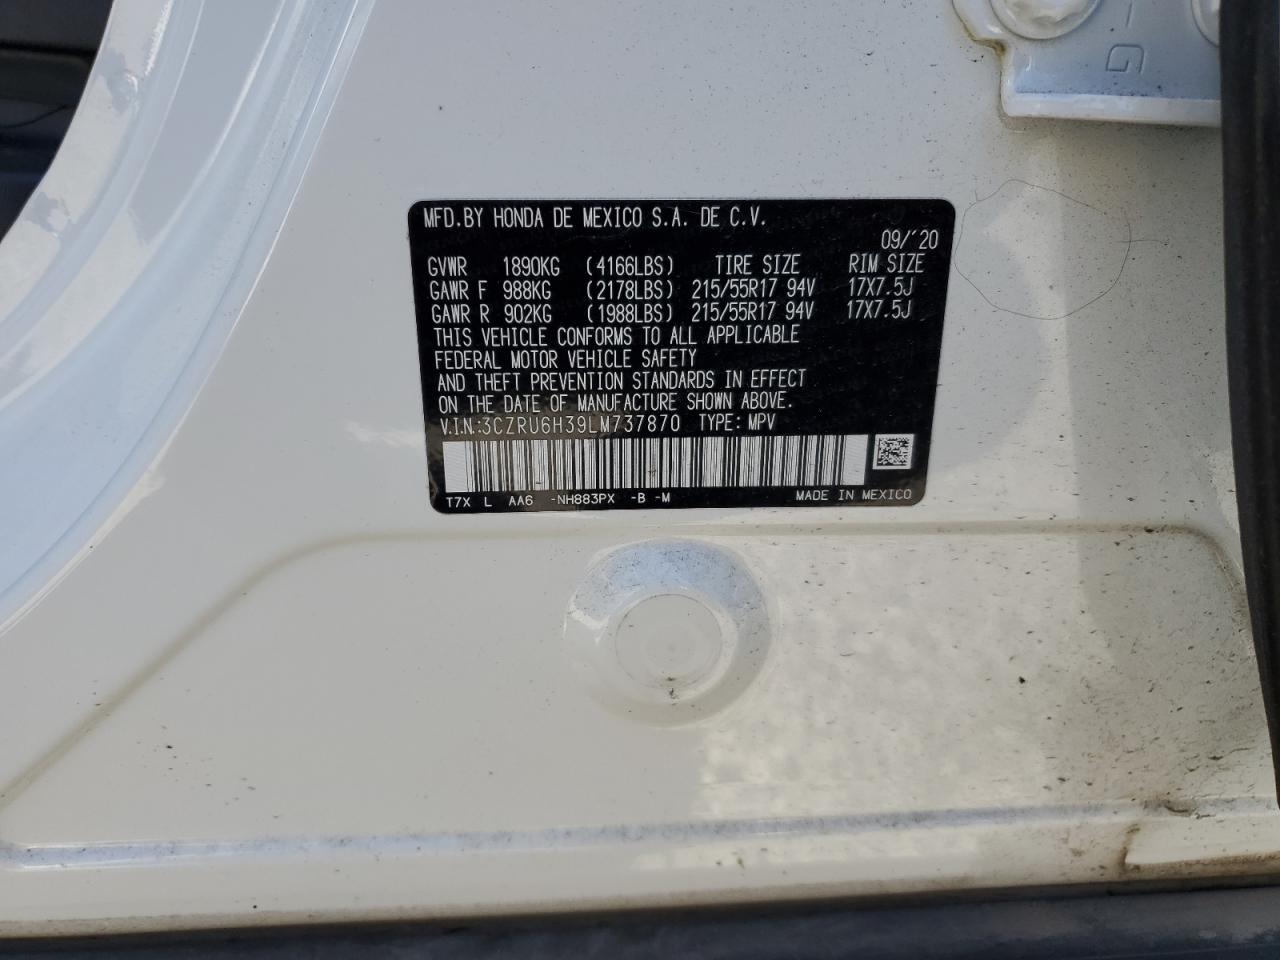 G
MFD.BY HONDA DE MEXICO S.A. DE C.V.
09/'20
GVWR 1890KG (4166LBS) TIRE SIZE RIM SIZE
GAWR F 988KG (2178LBS) 215/55R17 94V 17X7.5J
GAWR R 902KG (1988LBS) 215/55R17 94V 17X7.5J
THIS VEHICLE CONFORMS TO ALL APPLICABLE
FEDERAL MOTOR VEHICLE SAFETY
AND THEFT PREVENTION STANDARDS IN EFFECT
ON THE DATE OF MANUFACTURE SHOWN ABOVE.
V.I.N:3CZRU6H39LM737870 TYPE: MPV
T7X L AA6 -NH883PX -B -M MADE IN MEXICO